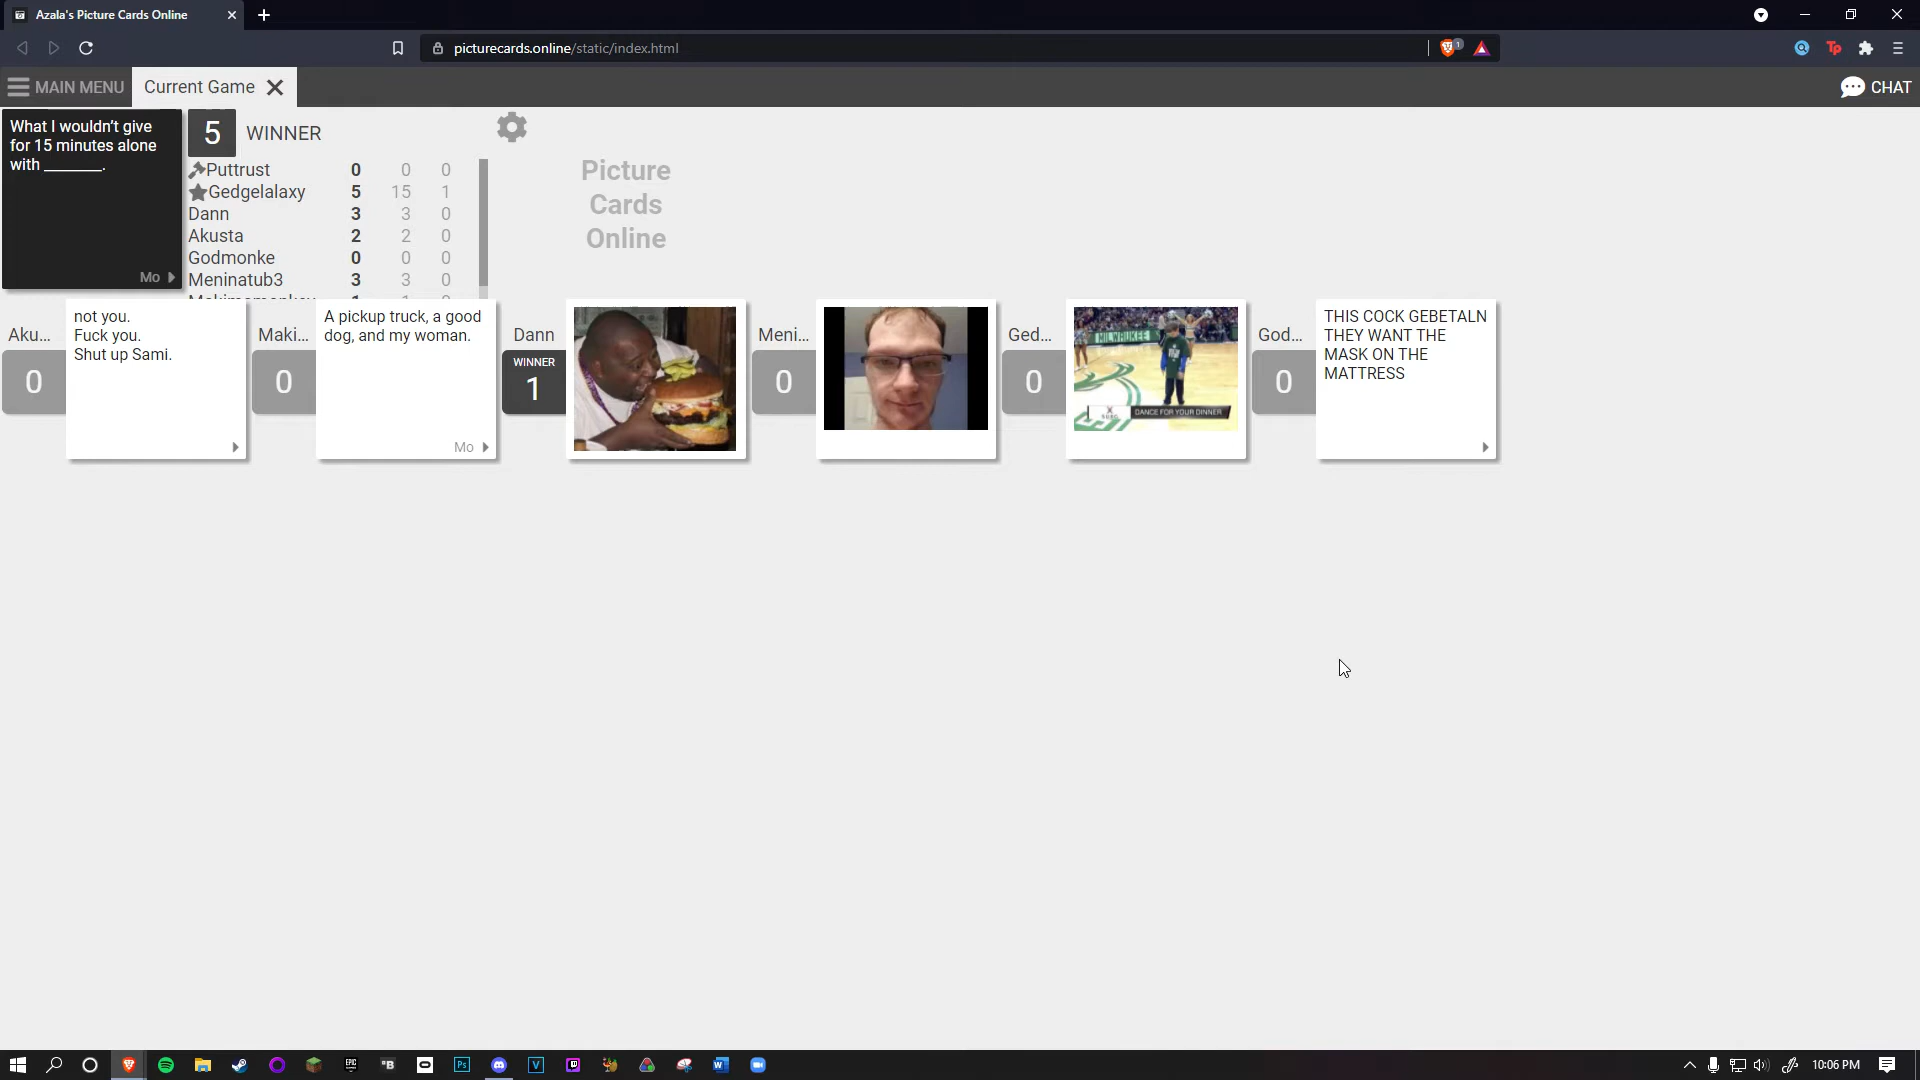 Azala's Picture Cards Online
picturecards.online/static/index.html
1
MAIN MENU
Current Game
CHAT
What I wouldn't give
for 15 minutes alone
with ________.
Mo
5 WINNER
Puttrust 0 0 0
Gedgelalaxy 5 15 1
Dann 3 3 0
Akusta 2 2 0
Godmonke 0 0 0
Meninatub3 3 3 0
Picture
Cards
Online
Aku...
0
not you.
Fuck you.
Shut up Sami.
Maki...
0
A pickup truck, a good
dog, and my woman.
Mo
Dann
WINNER
1
Meni...
0
Ged...
0
MILWAUKEE
DANCE FOR YOUR DINNER
God...
0
THIS COCK GEBETALN
THEY WANT THE
MASK ON THE
MATTRESS
10:06 PM